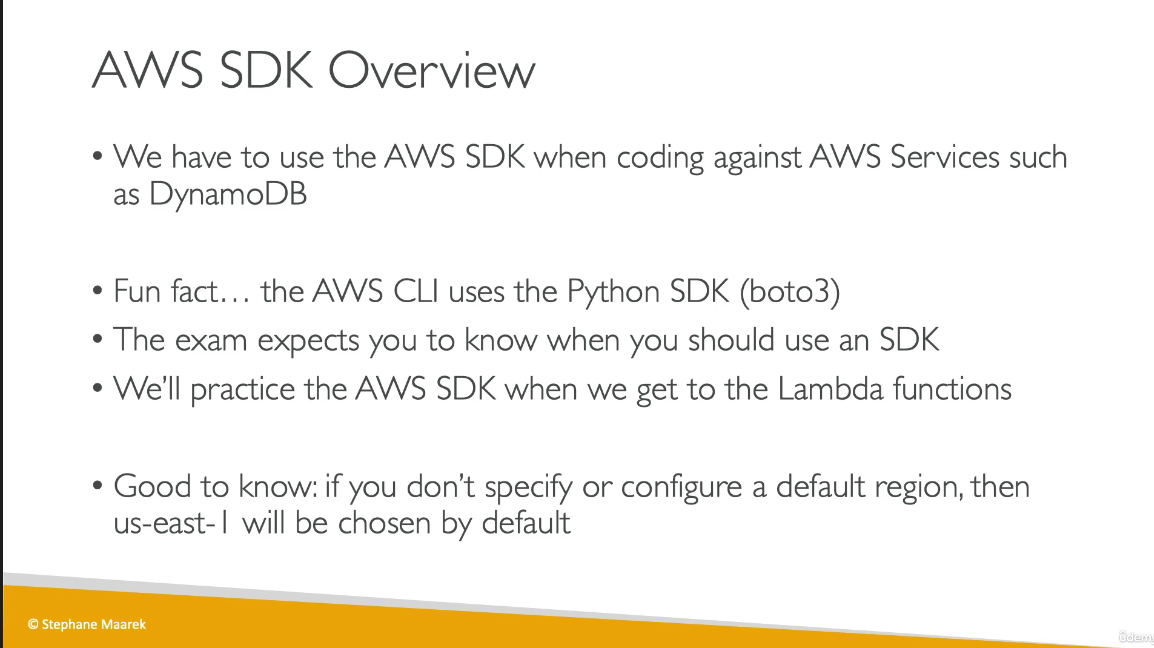 AWS SDK Overview
• We have to use the AWS SDK when coding against AWS Services such
as DynamoDB
• Fun fact… the AWS CLI uses the Python SDK (boto3)
• The exam expects you to know when you should use an SDK
• We’ll practice the AWS SDK when we get to the Lambda functions
• Good to know: if you don’t specify or configure a default region, then
us-east-1 will be chosen by default
© Stephane Maarek
ûdemy